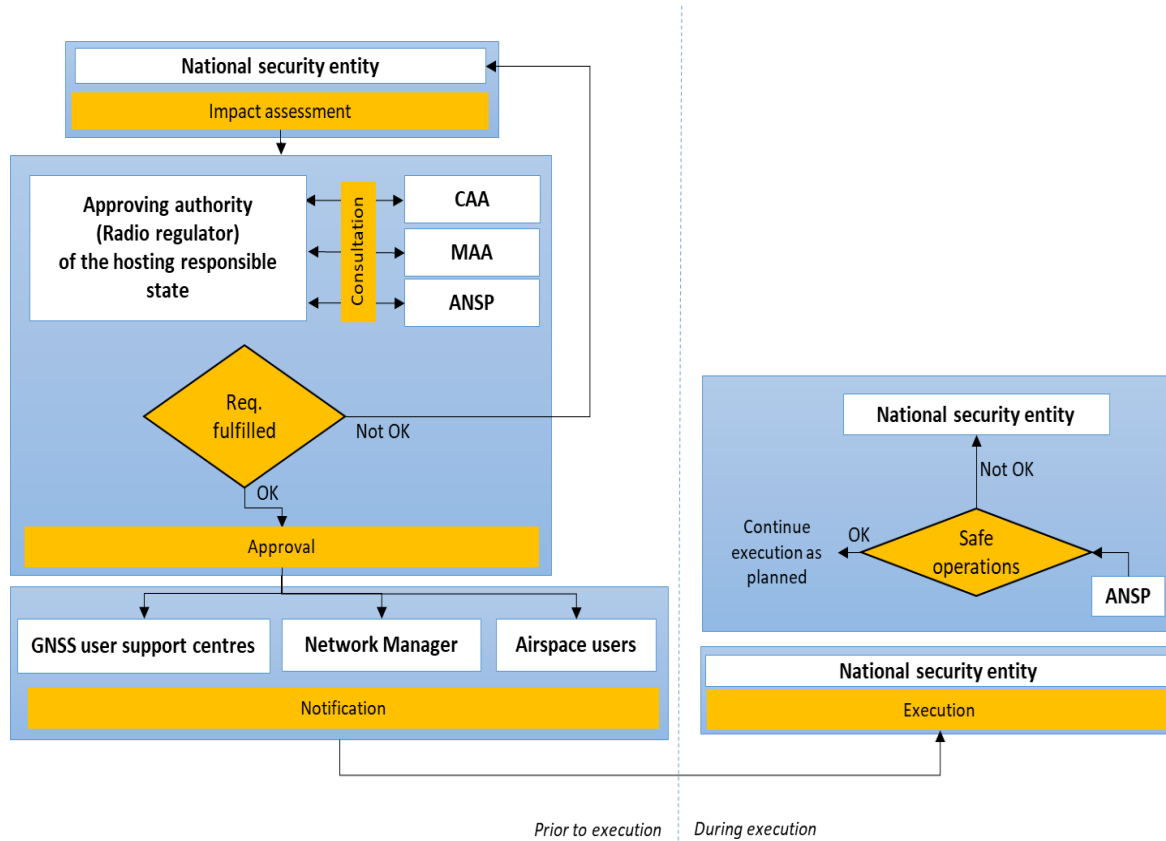 National security entity
Impact assessment
Approving authority
(Radio regulator)
of the hosting responsible
state
Consultation
CAA
MAA
ANSP
Req.
fulfilled
Not OK
OK
Approval
GNSS user support centres
Network Manager
Airspace users
Notification
National security entity
Not OK
Continue
execution as
planned
OK
Safe
operations
ANSP
National security entity
Execution
Prior to execution
During execution